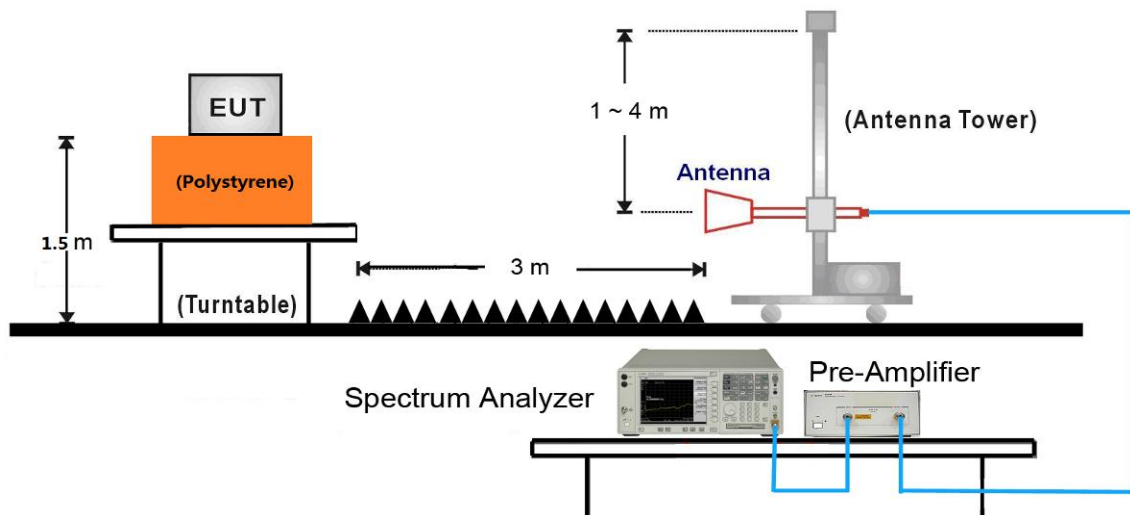 EUT
(Polystyrene)
1.5 m
(Turntable)
3 m
1 ~ 4 m
(Antenna Tower)
Antenna
Spectrum Analyzer
Pre-Amplifier